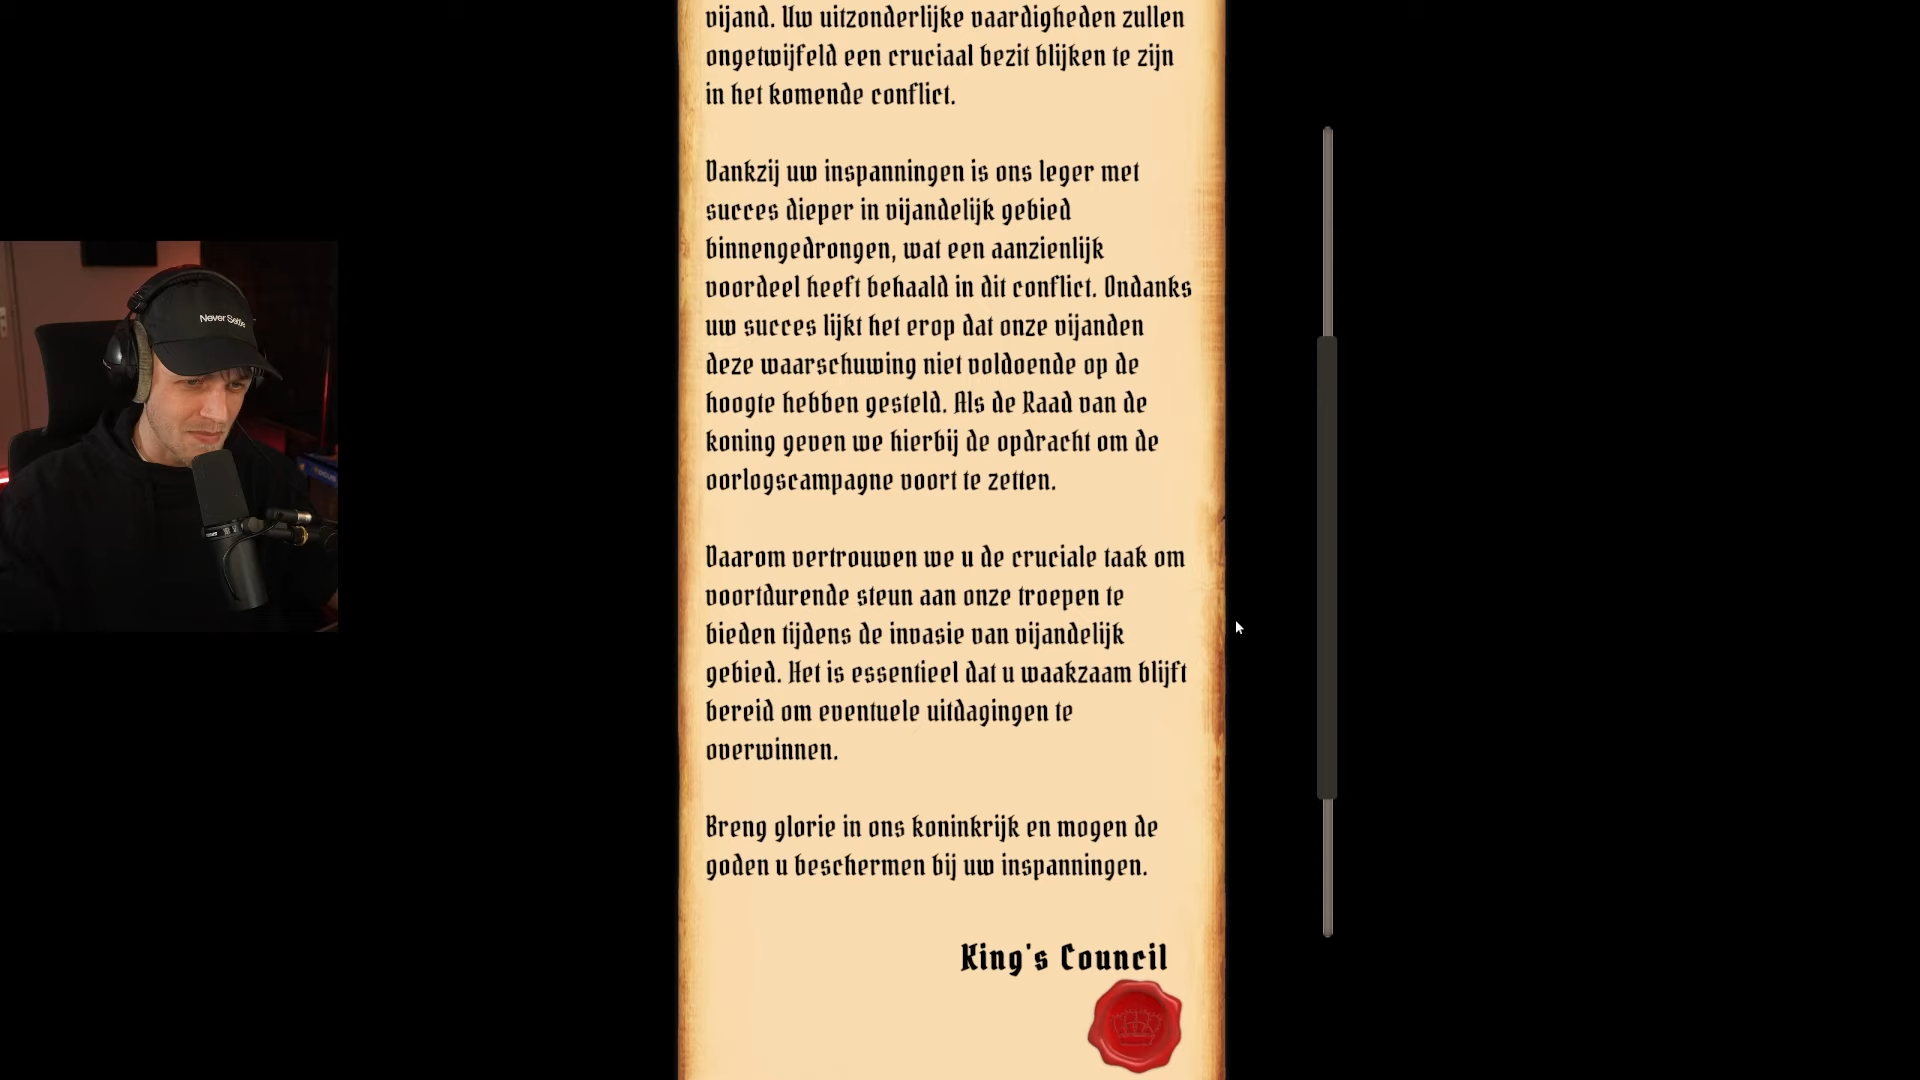 vijand. Uw uitzonderlijke vaardigheden zullen
ongetwijfeld een cruciaal bezit blijken te zijn
in het komende conflict.
Dankzij uw inspanningen is ons leger met
succes dieper in vijandelijk gebied
binnengedrongen, wat een aanzienlijk
voordeel heeft behaald in dit conflict. Ondanks
uw succes lijkt het erop dat onze vijanden
deze waarschuwing niet voldoende op de
hoogte hebben gesteld. Als de Raad van de
koning geven we hierbij de opdracht om de
oorlogscampagne voort te zetten.
Daarom vertrouwen we u de cruciale taak om
voortdurende steun aan onze troepen te
bieden tijdens de invasie van vijandelijk
gebied. Het is essentieel dat u waakzaam blijft
bereid om eventuele uitdagingen te
overwinnen.
Breng glorie in ons koninkrijk en mogen de
goden u beschermen bij uw inspanningen.
King's Council
Never Settle